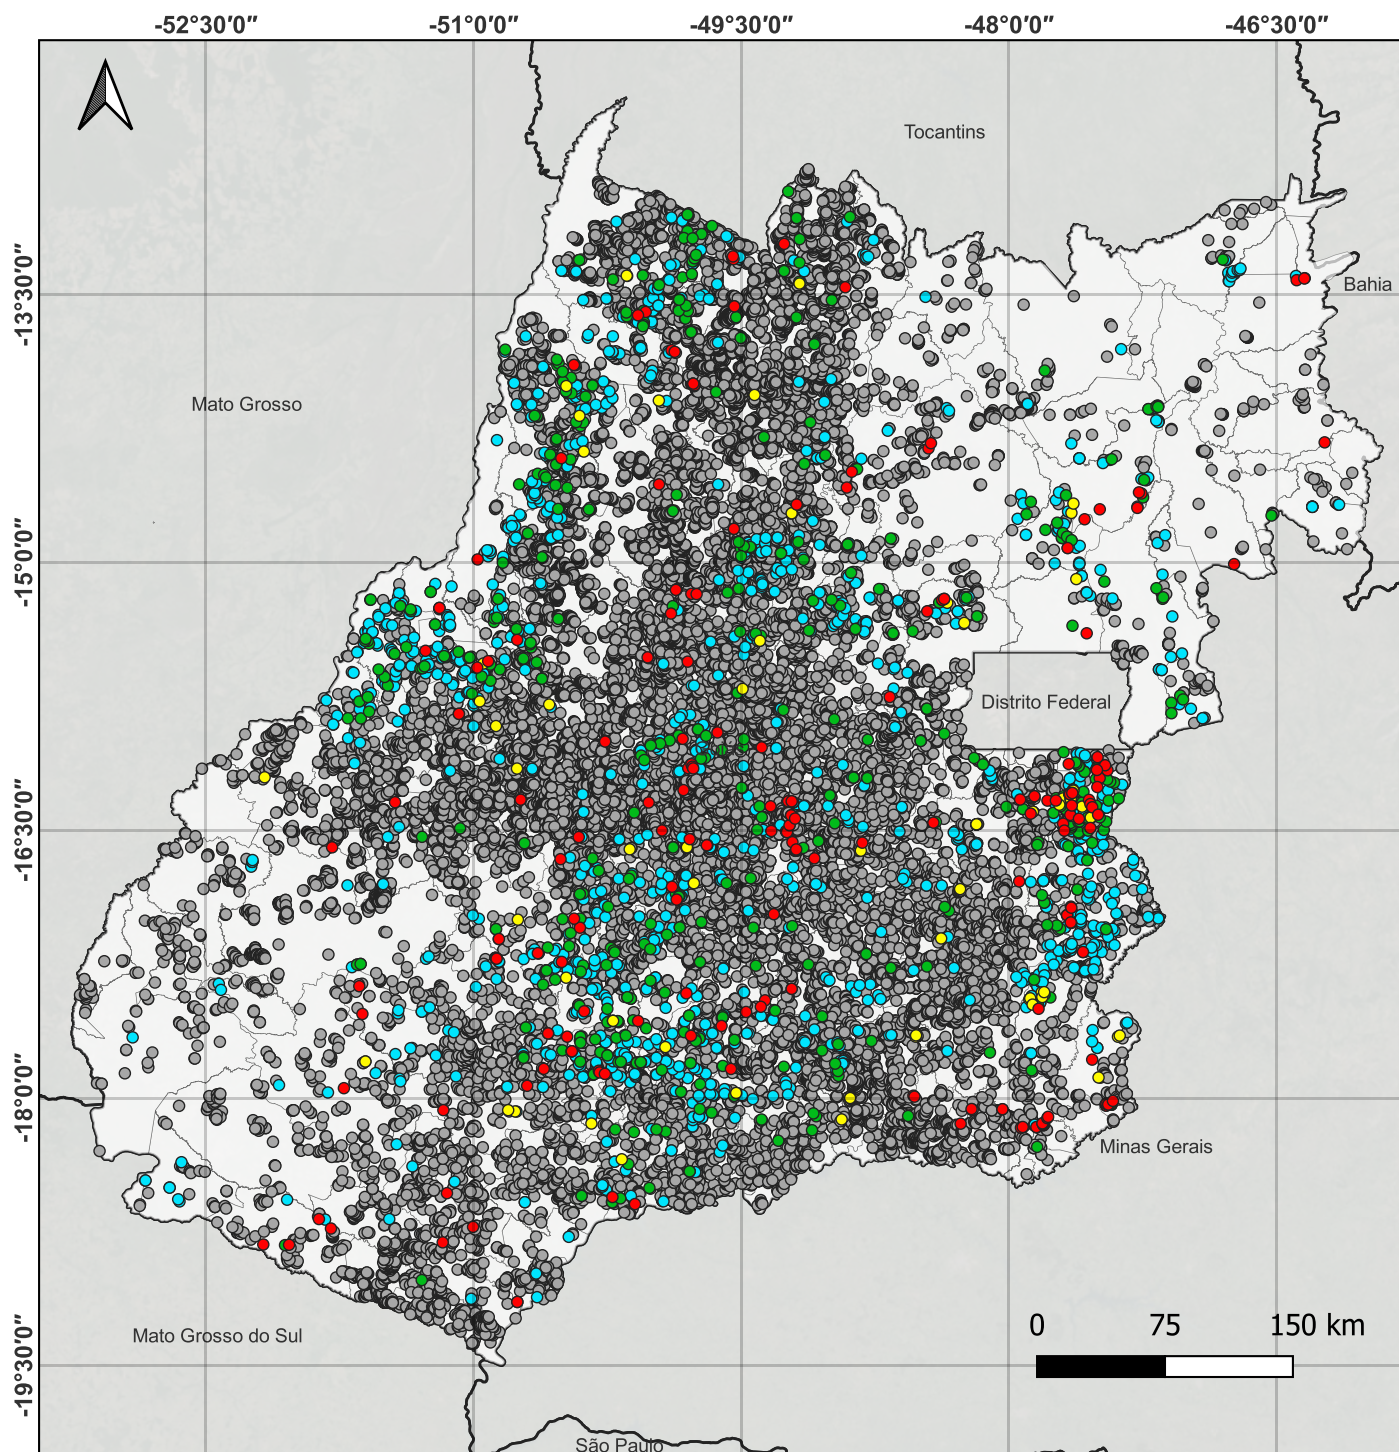 -52°30′0″ -51°0′0″ -49°30′0″ -48°0′0″ -46°30′0″
Tocantins
-13°30′0″
Bahia
Mato Grosso
-15°0′0″
Distrito Federal
-16°30′0″
-18°0′0″
Minas Gerais
Mato Grosso do Sul
0 75 150 km
-19°30′0″
São Paulo